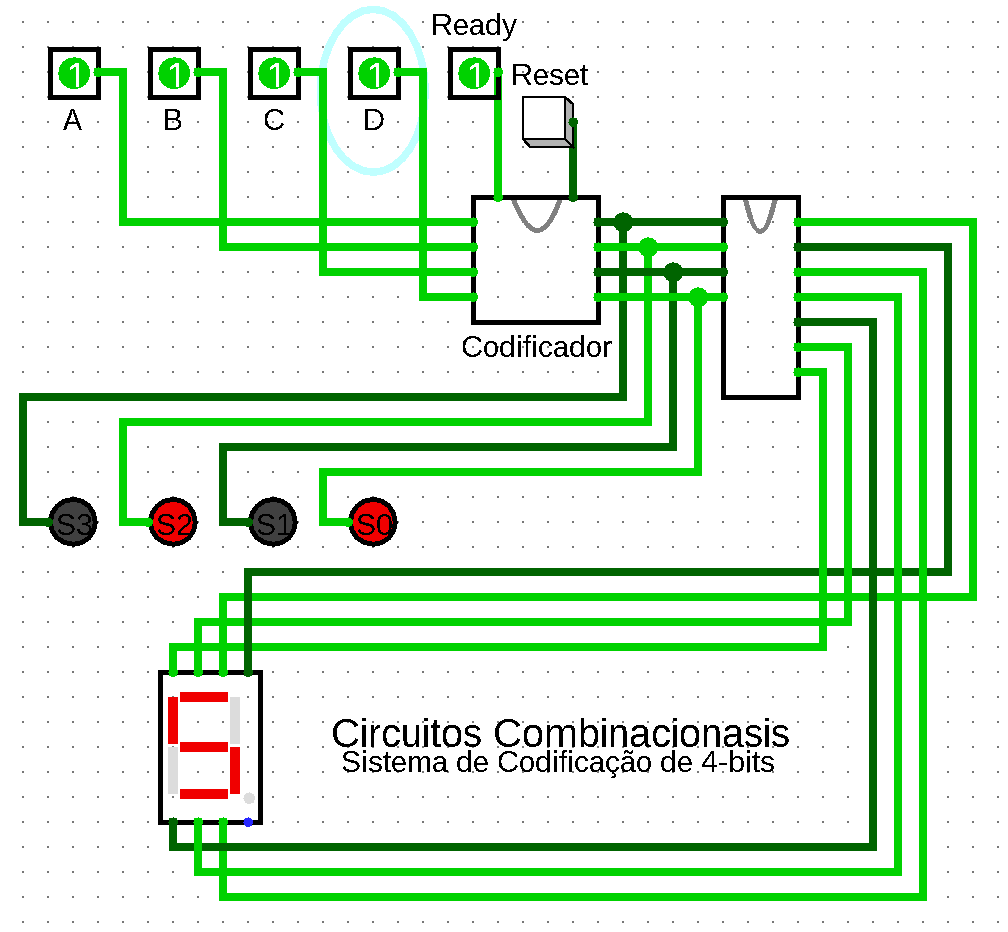 Ready
1 1 1 1 1
Reset
A B C D
Codificador
S3 S2 S1 S0
Circuitos Combinacionasis
Sistema de Codificação de 4-bits